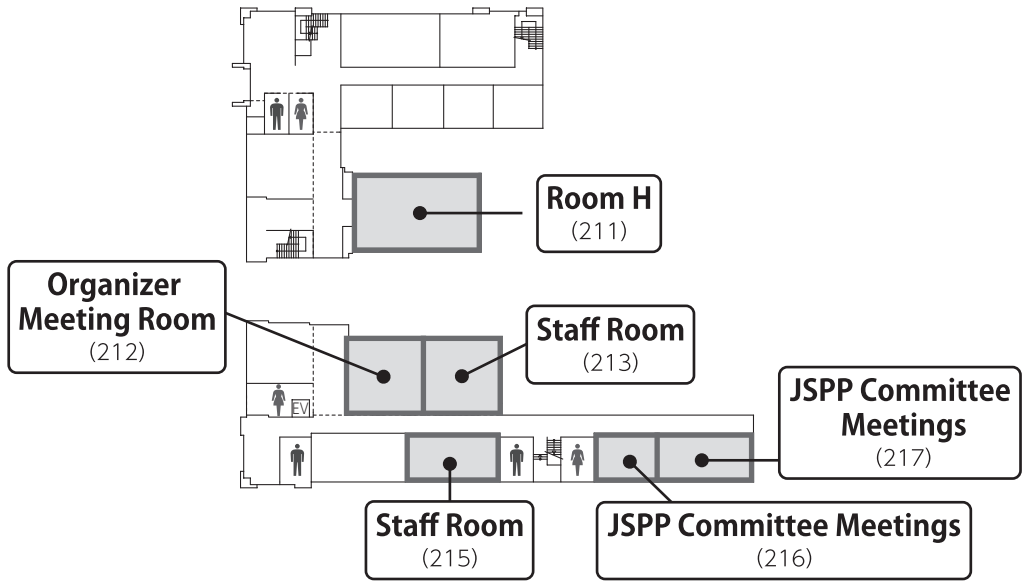 Room H
(211)
Organizer
Meeting Room
(212)
Staff Room
(213)
JSPP Committee
Meetings
(217)
EV
Staff Room
(215)
JSPP Committee Meetings
(216)